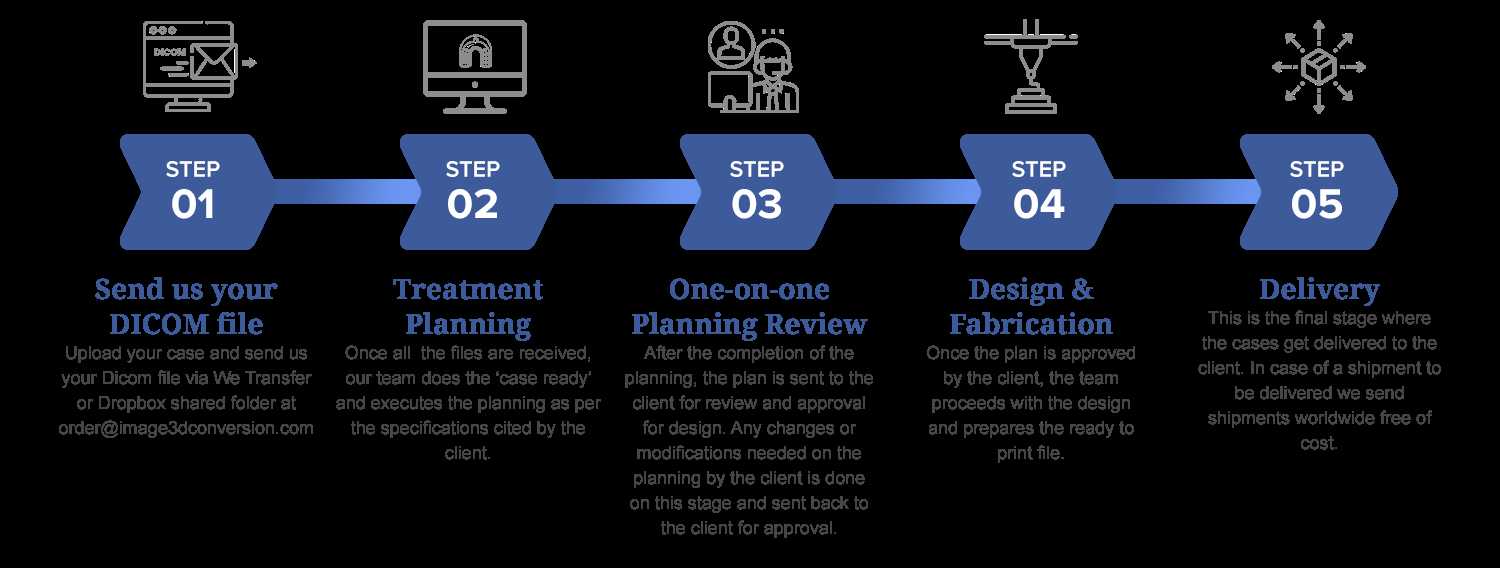 DICOM
STEP
01
Send us your
DICOM file
Upload your case and send us
your Dicom file via We Transfer
or Dropbox shared folder at
order@image3dconversion.com
STEP
02
Treatment
Planning
Once all the files are received,
our team does the ‘case ready’
and executes the planning as per
the specifications cited by the
client.
STEP
03
One-on-one
Planning Review
After the completion of the
planning, the plan is sent to the
client for review and approval
for design. Any changes or
modifications needed on the
planning by the client is done
on this stage and sent back to
the client for approval.
STEP
04
Design &
Fabrication
Once the plan is approved
by the client, the team
proceeds with the design
and prepares the ready to
print file.
STEP
05
Delivery
This is the final stage where
the cases get delivered to the
client. In case of a shipment to
be delivered we send
shipments worldwide free of
cost.